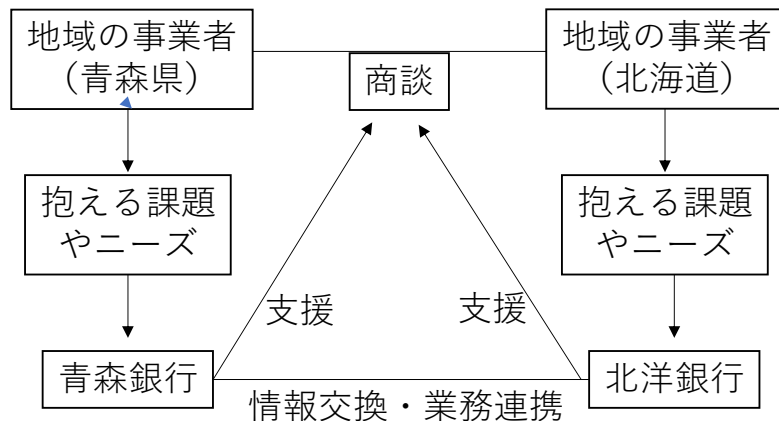 地域の事業者
（青森県）
商談
地域の事業者
（北海道）
抱える課題
やニーズ
抱える課題
やニーズ
支援
支援
青森銀行
北洋銀行
情報交換・業務連携